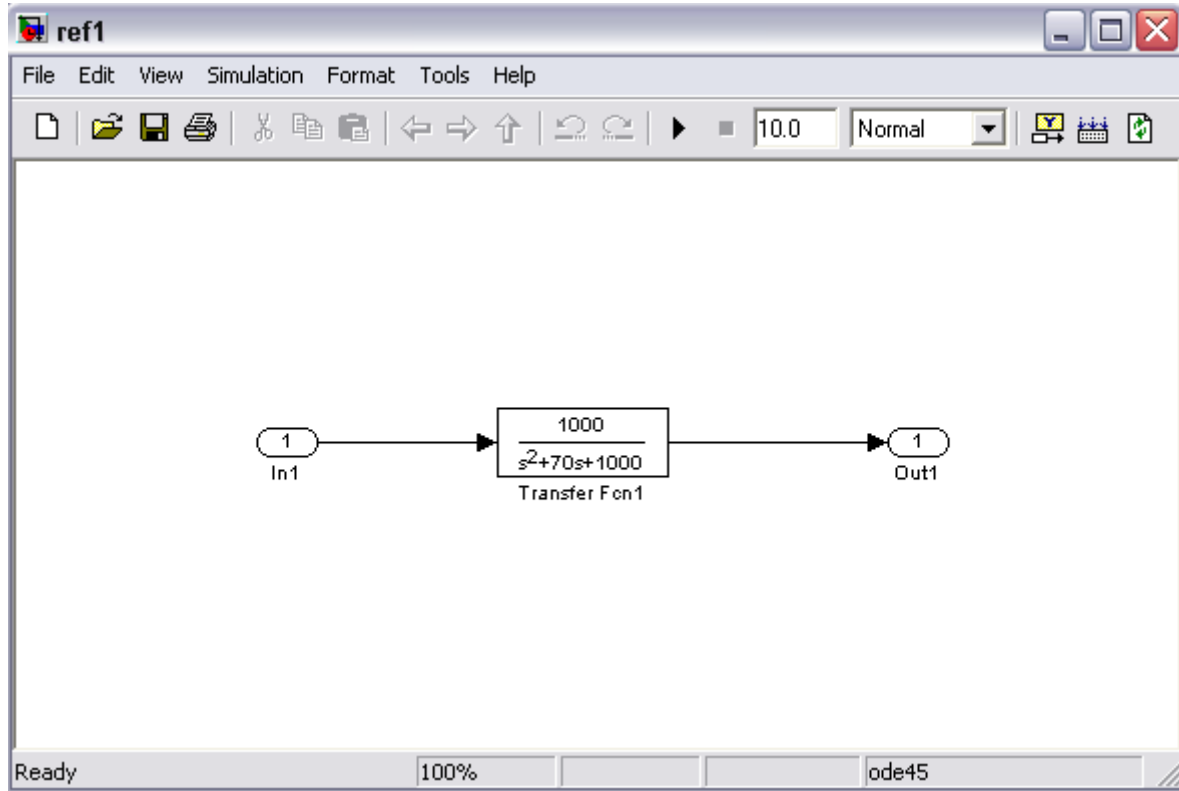 ref1
File Edit View Simulation Format Tools Help
10.0 Normal
1
In1
1000
s²+70s+1000
Transfer Fcn1
1
Out1
Ready 100% ode45